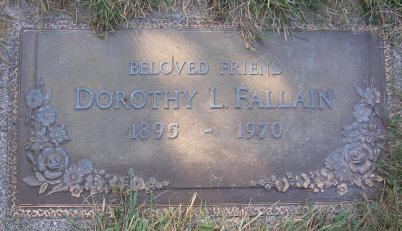 BELOVED FRIEND
DOROTHY L. FALLAIN
1895 - 1970